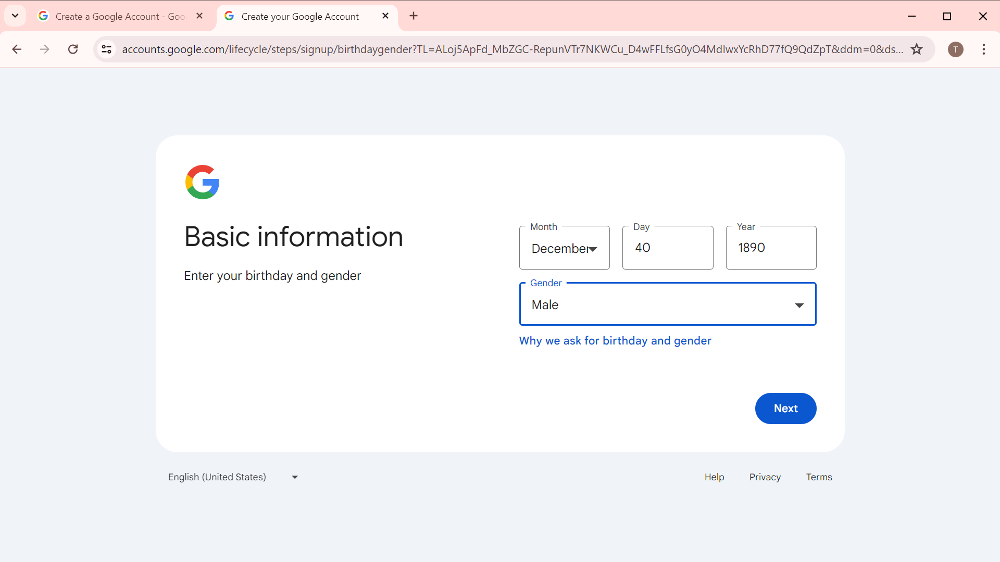 Create a Google Account - Goo
Create your Google Account
accounts.google.com/lifecycle/steps/signup/birthdaygender?TL=ALoj5ApFd_MbZGC-RepunVTr7NKWCu_D4wFFLfsG0yO4MdIwxYcRhD77fQ9QdZpT&ddm=0&ds...
T
Basic information
Enter your birthday and gender
Month
December
Day
40
Year
1890
Gender
Male
Why we ask for birthday and gender
Next
English (United States)
Help
Privacy
Terms